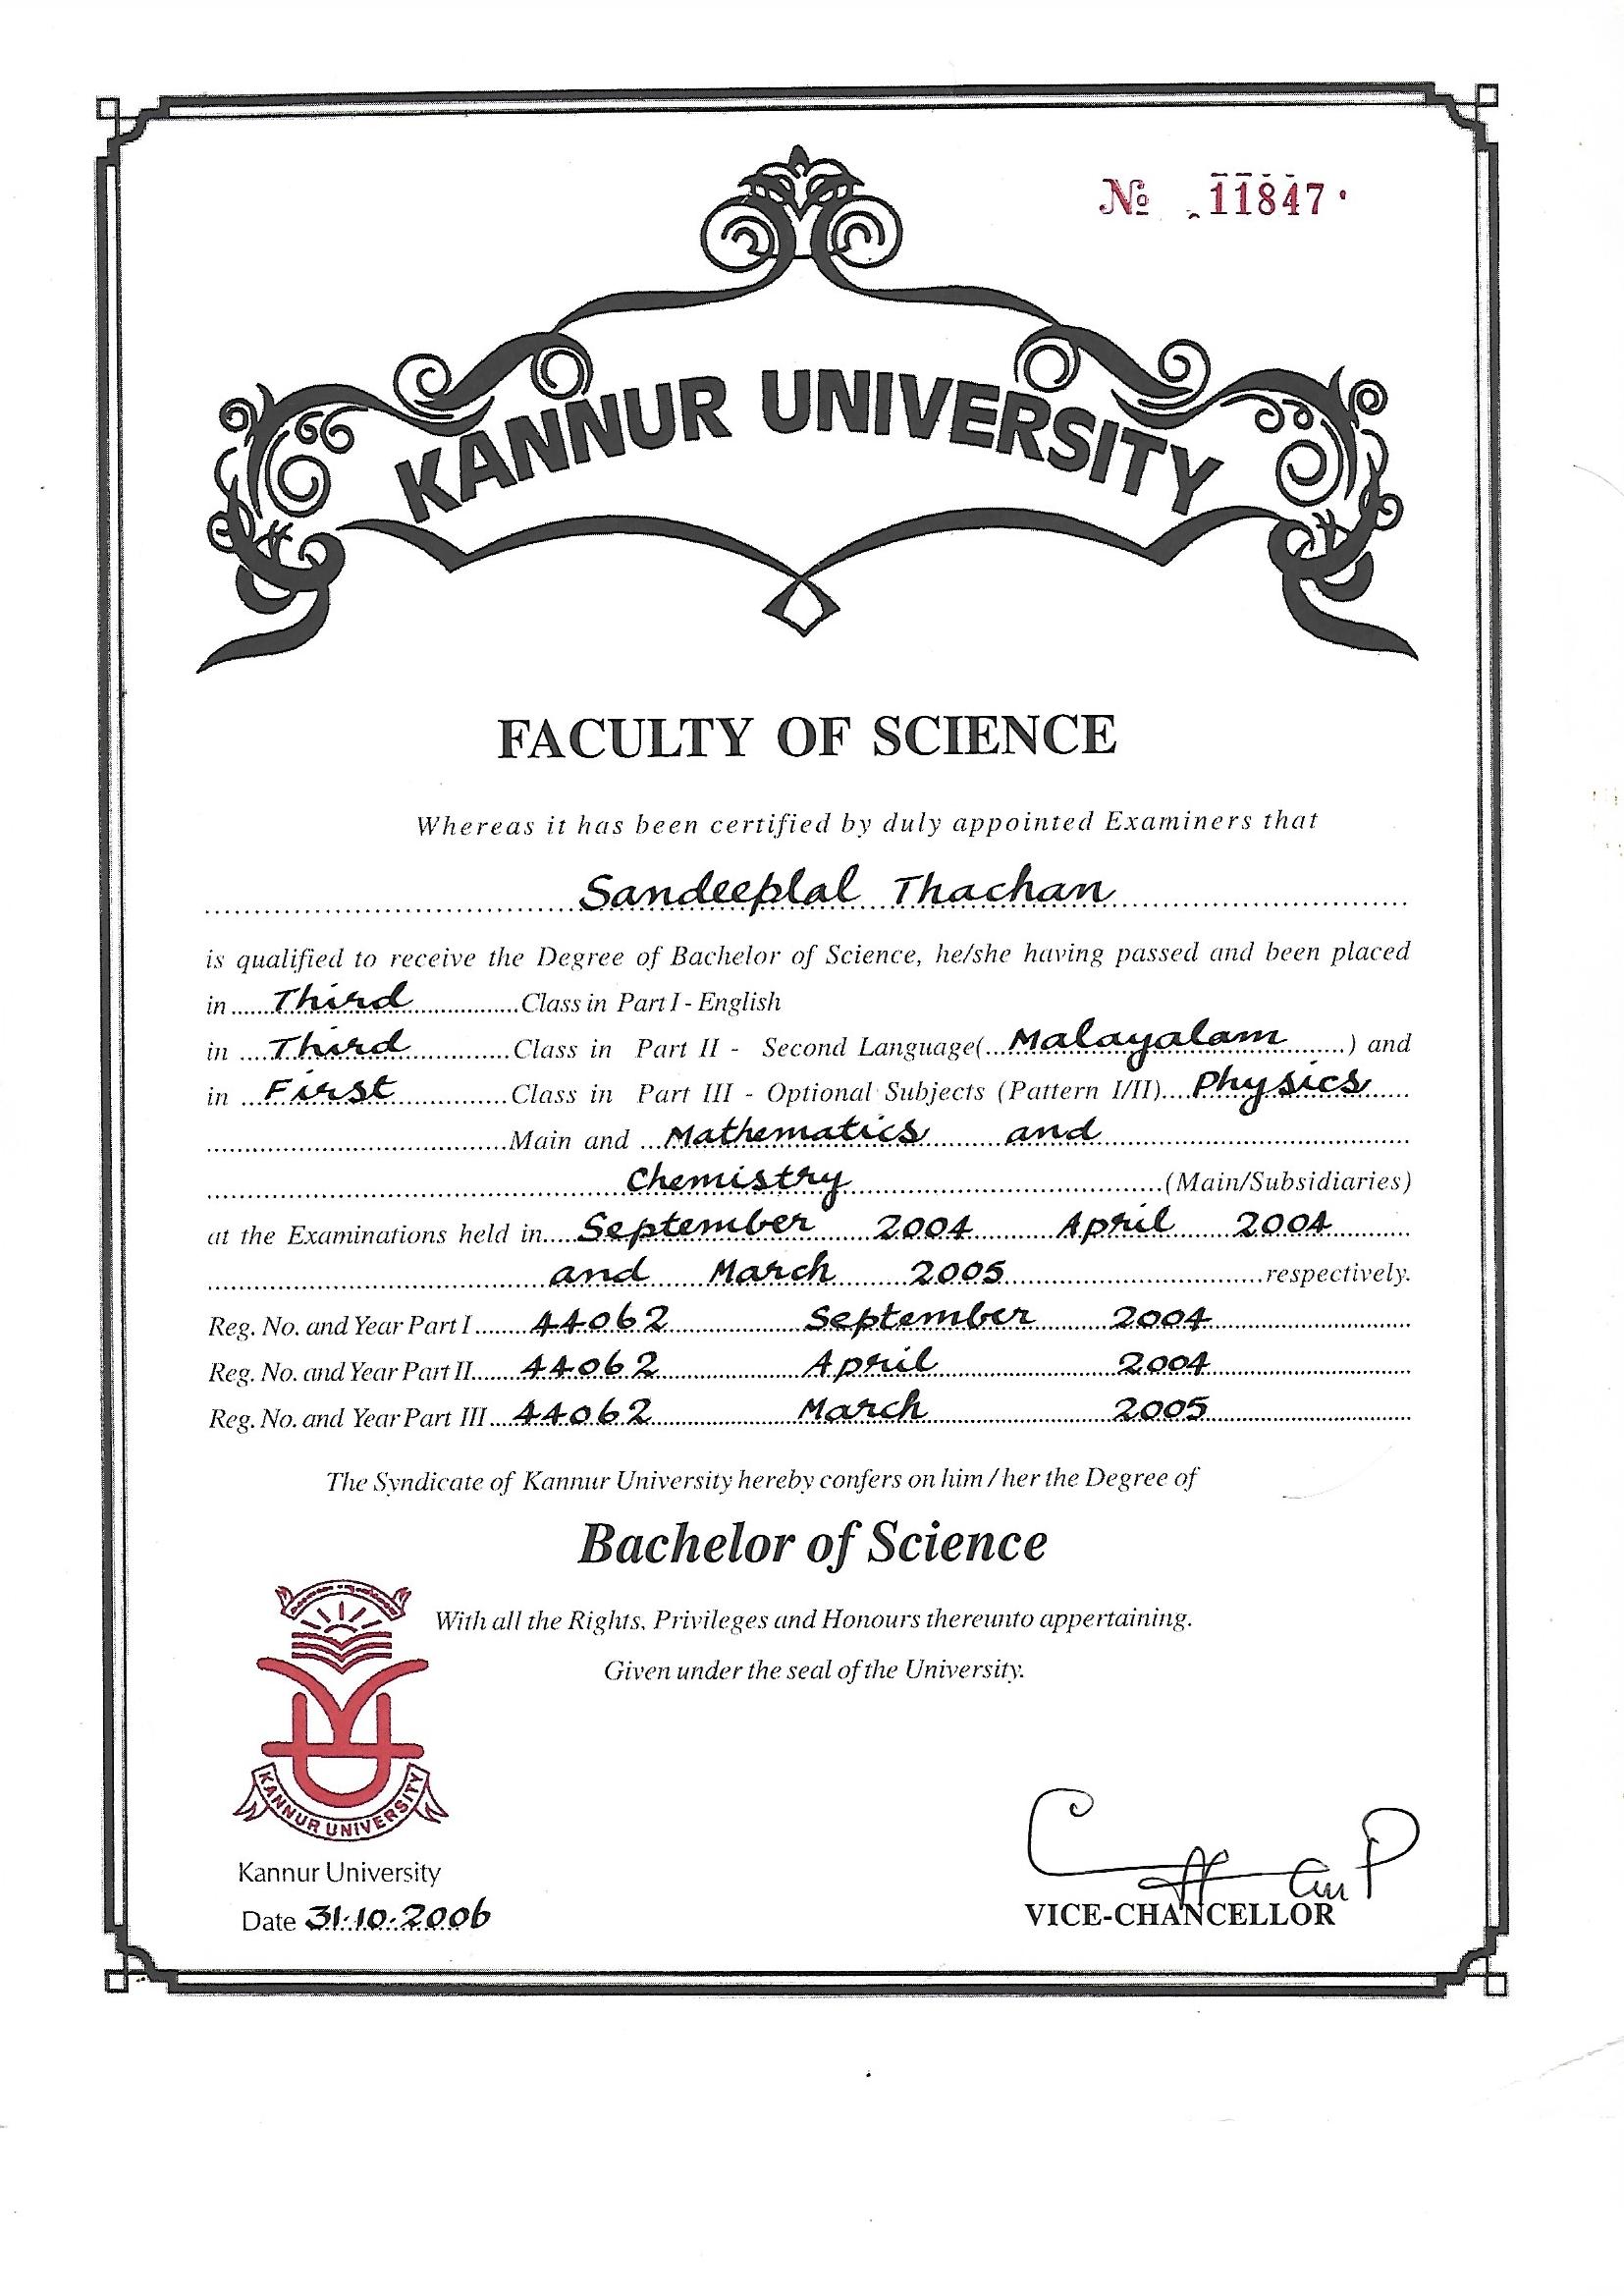 № 11847
KANNUR UNIVERSITY
FACULTY OF SCIENCE
Whereas it has been certified by duly appointed Examiners that
Sandeeplal Thachan
is qualified to receive the Degree of Bachelor of Science, he/she having passed and been placed
in Third Class in Part I - English
in Third Class in Part II - Second Language( Malayalam ) and
in First Class in Part III - Optional Subjects (Pattern I/II) Physics
Main and Mathematics and
Chemistry (Main/Subsidiaries)
at the Examinations held in September 2004 April 2004
and March 2005 respectively.
Reg. No. and Year Part I 44062 September 2004
Reg. No. and Year Part II 44062 April 2004
Reg. No. and Year Part III 44062 March 2005
The Syndicate of Kannur University hereby confers on him / her the Degree of
Bachelor of Science
With all the Rights, Privileges and Honours thereunto appertaining.
Given under the seal of the University.
KANNUR UNIVERSITY
Kannur University
Date 31.10.2006
VICE-CHANCELLOR